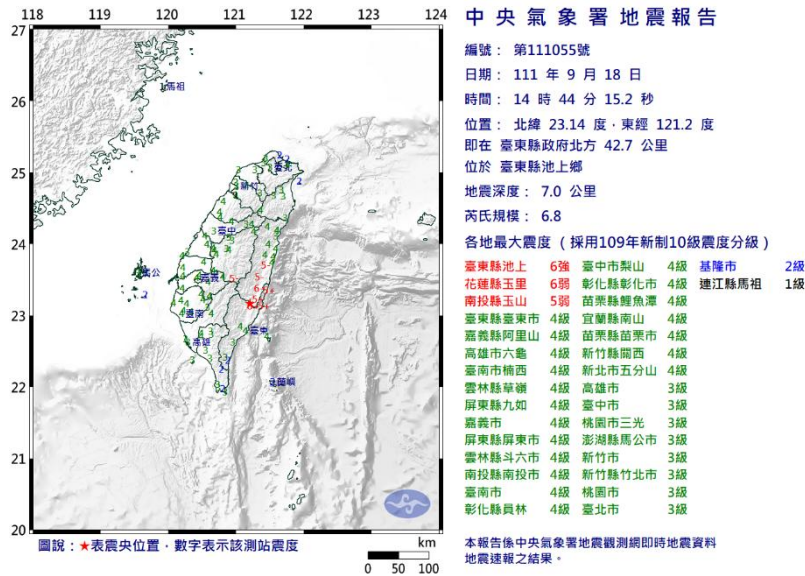 118 119 120 121 122 123 124
27
26
25
24
23
22
21
20
馬祖
臺北
新竹
臺中
馬公
嘉義
臺南
臺東
高雄
蘭嶼
圖說：★表震央位置，數字表示該測站震度
km
0 50 100
中央氣象署地震報告
編號： 第111055號
日期： 111 年 9 月 18 日
時間： 14 時 44 分 15.2 秒
位置： 北緯 23.14 度，東經 121.2 度
即在 臺東縣政府北方 42.7 公里
位於 臺東縣池上鄉
地震深度： 7.0 公里
芮氏規模： 6.8
各地最大震度（採用109年新制10級震度分級）
臺東縣池上 6強 臺中市梨山 4級 基隆市 2級
花蓮縣玉里 6弱 彰化縣彰化市 4級 連江縣馬祖 1級
南投縣玉山 5弱 苗栗縣鯉魚潭 4級
臺東縣臺東市 4級 宜蘭縣南山 4級
嘉義縣阿里山 4級 苗栗縣苗栗市 4級
高雄市六龜 4級 新竹縣關西 4級
臺南市楠西 4級 新北市五分山 4級
雲林縣草嶺 4級 高雄市 3級
屏東縣九如 4級 臺中市 3級
嘉義市 4級 桃園市三光 3級
屏東縣屏東市 4級 澎湖縣馬公市 3級
雲林縣斗六市 4級 新竹市 3級
南投縣南投市 4級 新竹縣竹北市 3級
臺南市 4級 桃園市 3級
彰化縣員林 4級 臺北市 3級
本報告係中央氣象署地震觀測網即時地震資料
地震速報之結果。